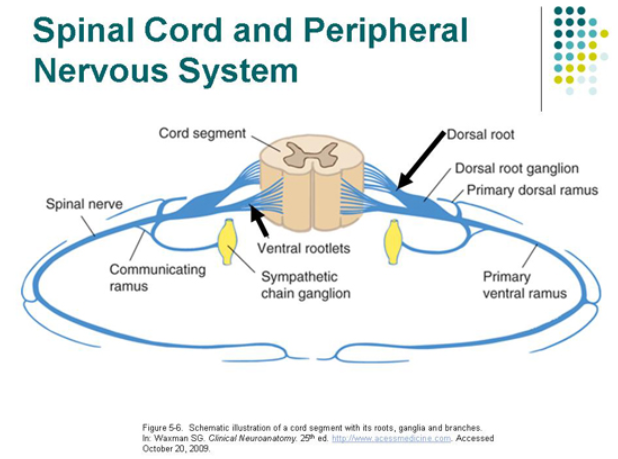 Spinal Cord and Peripheral
Nervous System
Cord segment
Dorsal root
Dorsal root ganglion
Primary dorsal ramus
Spinal nerve
Ventral rootlets
Communicating
ramus
Sympathetic
chain ganglion
Primary
ventral ramus
Figure 5-6. Schematic illustration of a cord segment with its roots, ganglia and branches.
In: Waxman SG. Clinical Neuroanatomy. 25th ed. http://www.acessmedicine.com. Accessed
October 20, 2009.